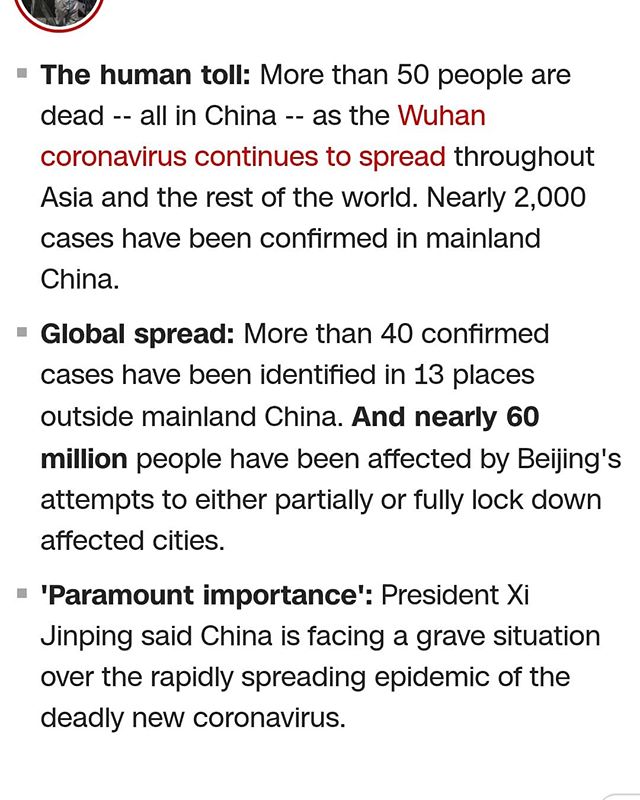 The human toll: More than 50 people are
dead -- all in China -- as the Wuhan
coronavirus continues to spread throughout
Asia and the rest of the world. Nearly 2,000
cases have been confirmed in mainland
China.
Global spread: More than 40 confirmed
cases have been identified in 13 places
outside mainland China. And nearly 60
million people have been affected by Beijing's
attempts to either partially or fully lock down
affected cities.
'Paramount importance': President Xi
Jinping said China is facing a grave situation
over the rapidly spreading epidemic of the
deadly new coronavirus.